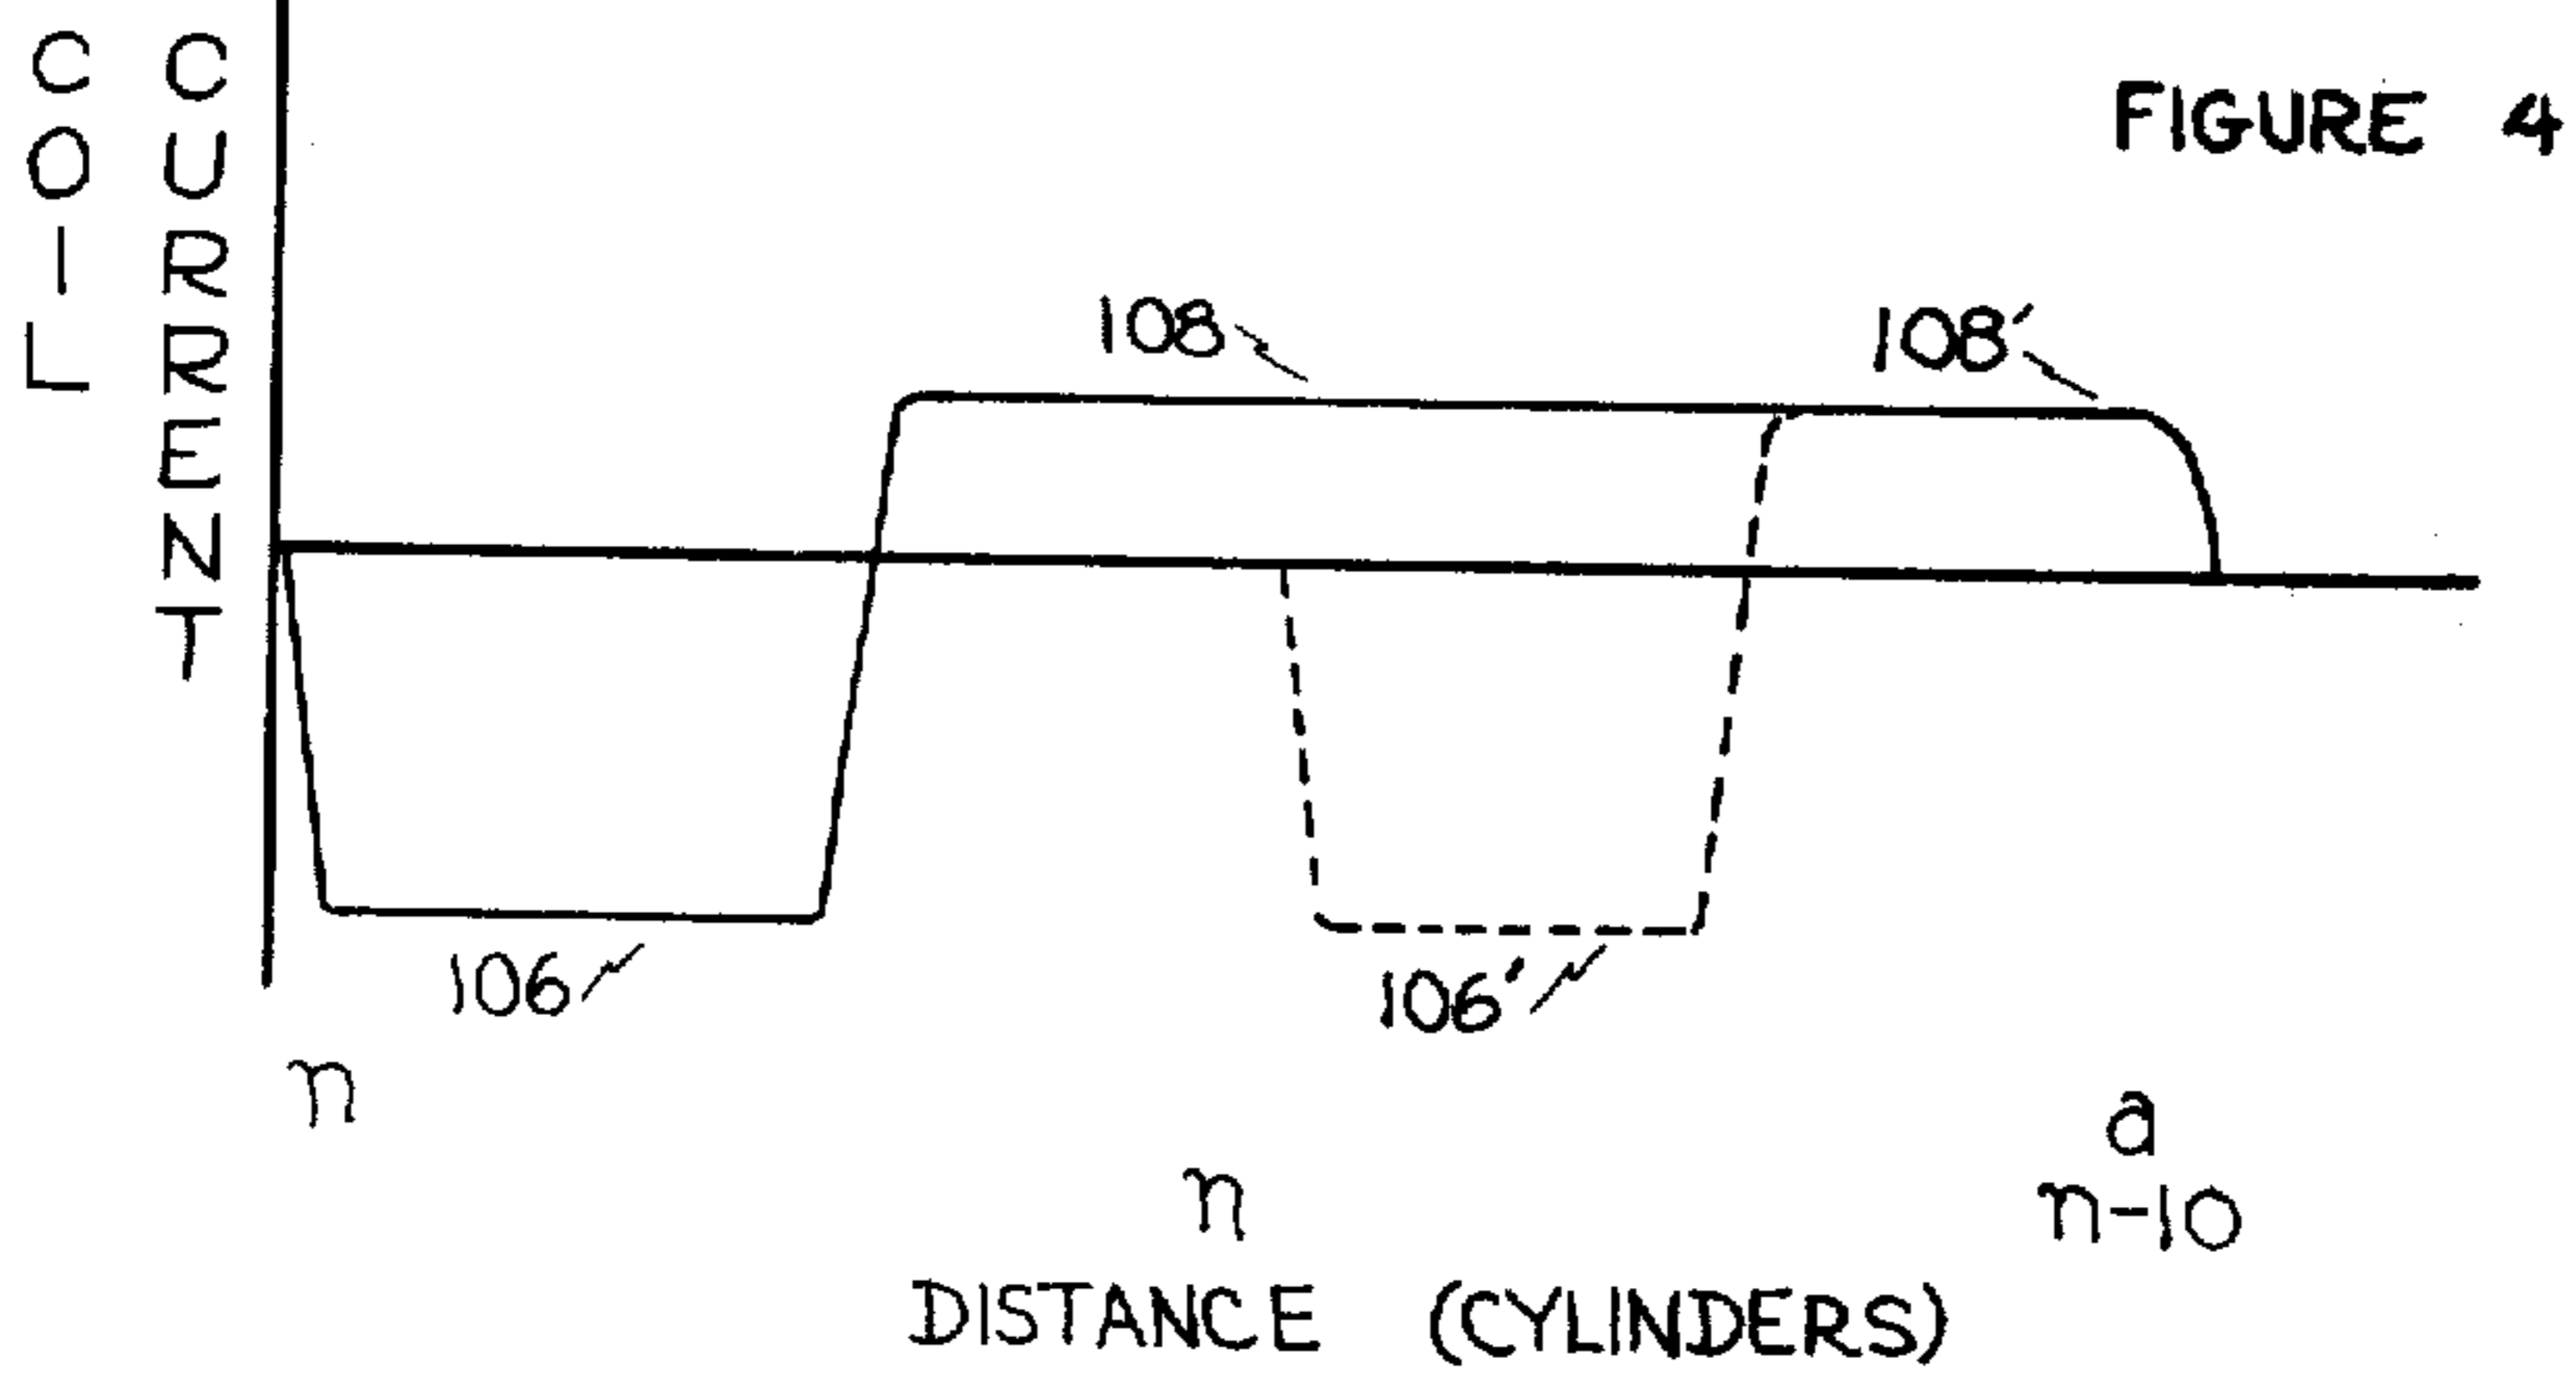 COIL
CURRENT
FIGURE 4
108
108′
106
106′
n
n
a
n-10
DISTANCE (CYLINDERS)